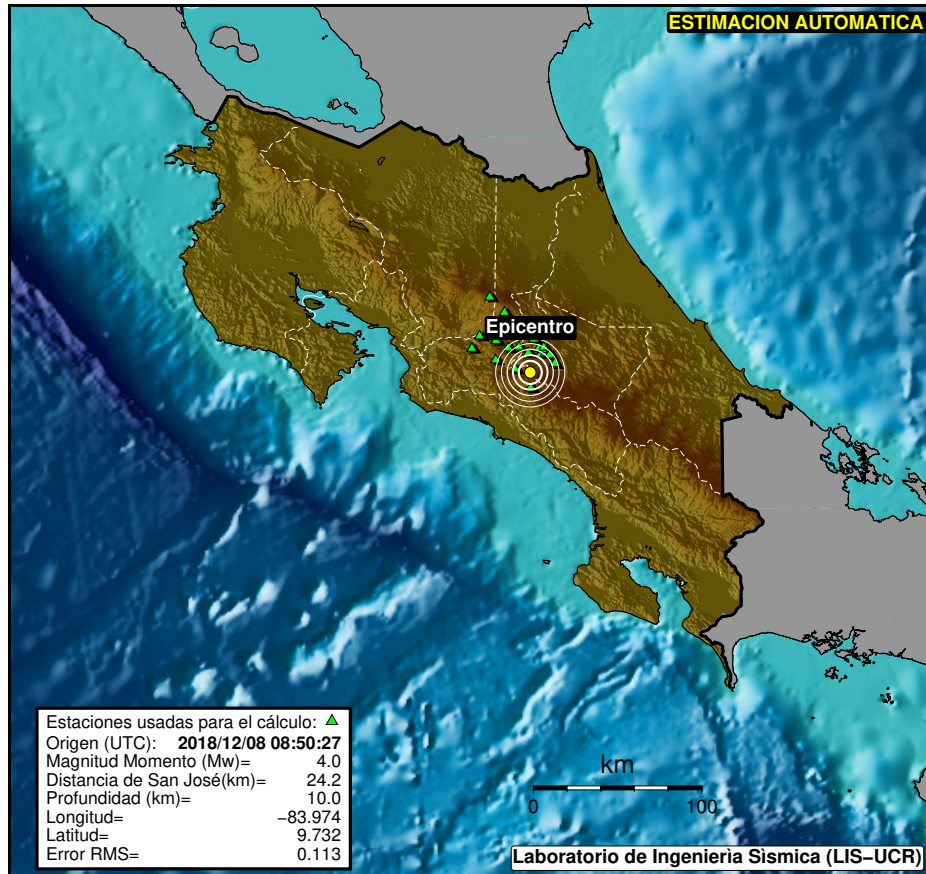 ESTIMACION AUTOMATICA
Epicentro
Estaciones usadas para el cálculo:
Origen (UTC): 2018/12/08 08:50:27
Magnitud Momento (Mw)= 4.0
Distancia de San José(km)= 24.2
Profundidad (km)= 10.0
Longitud= −83.974
Latitud= 9.732
Error RMS= 0.113
km
0 100
Laboratorio de Ingenierìa Sìsmica (LIS−UCR)